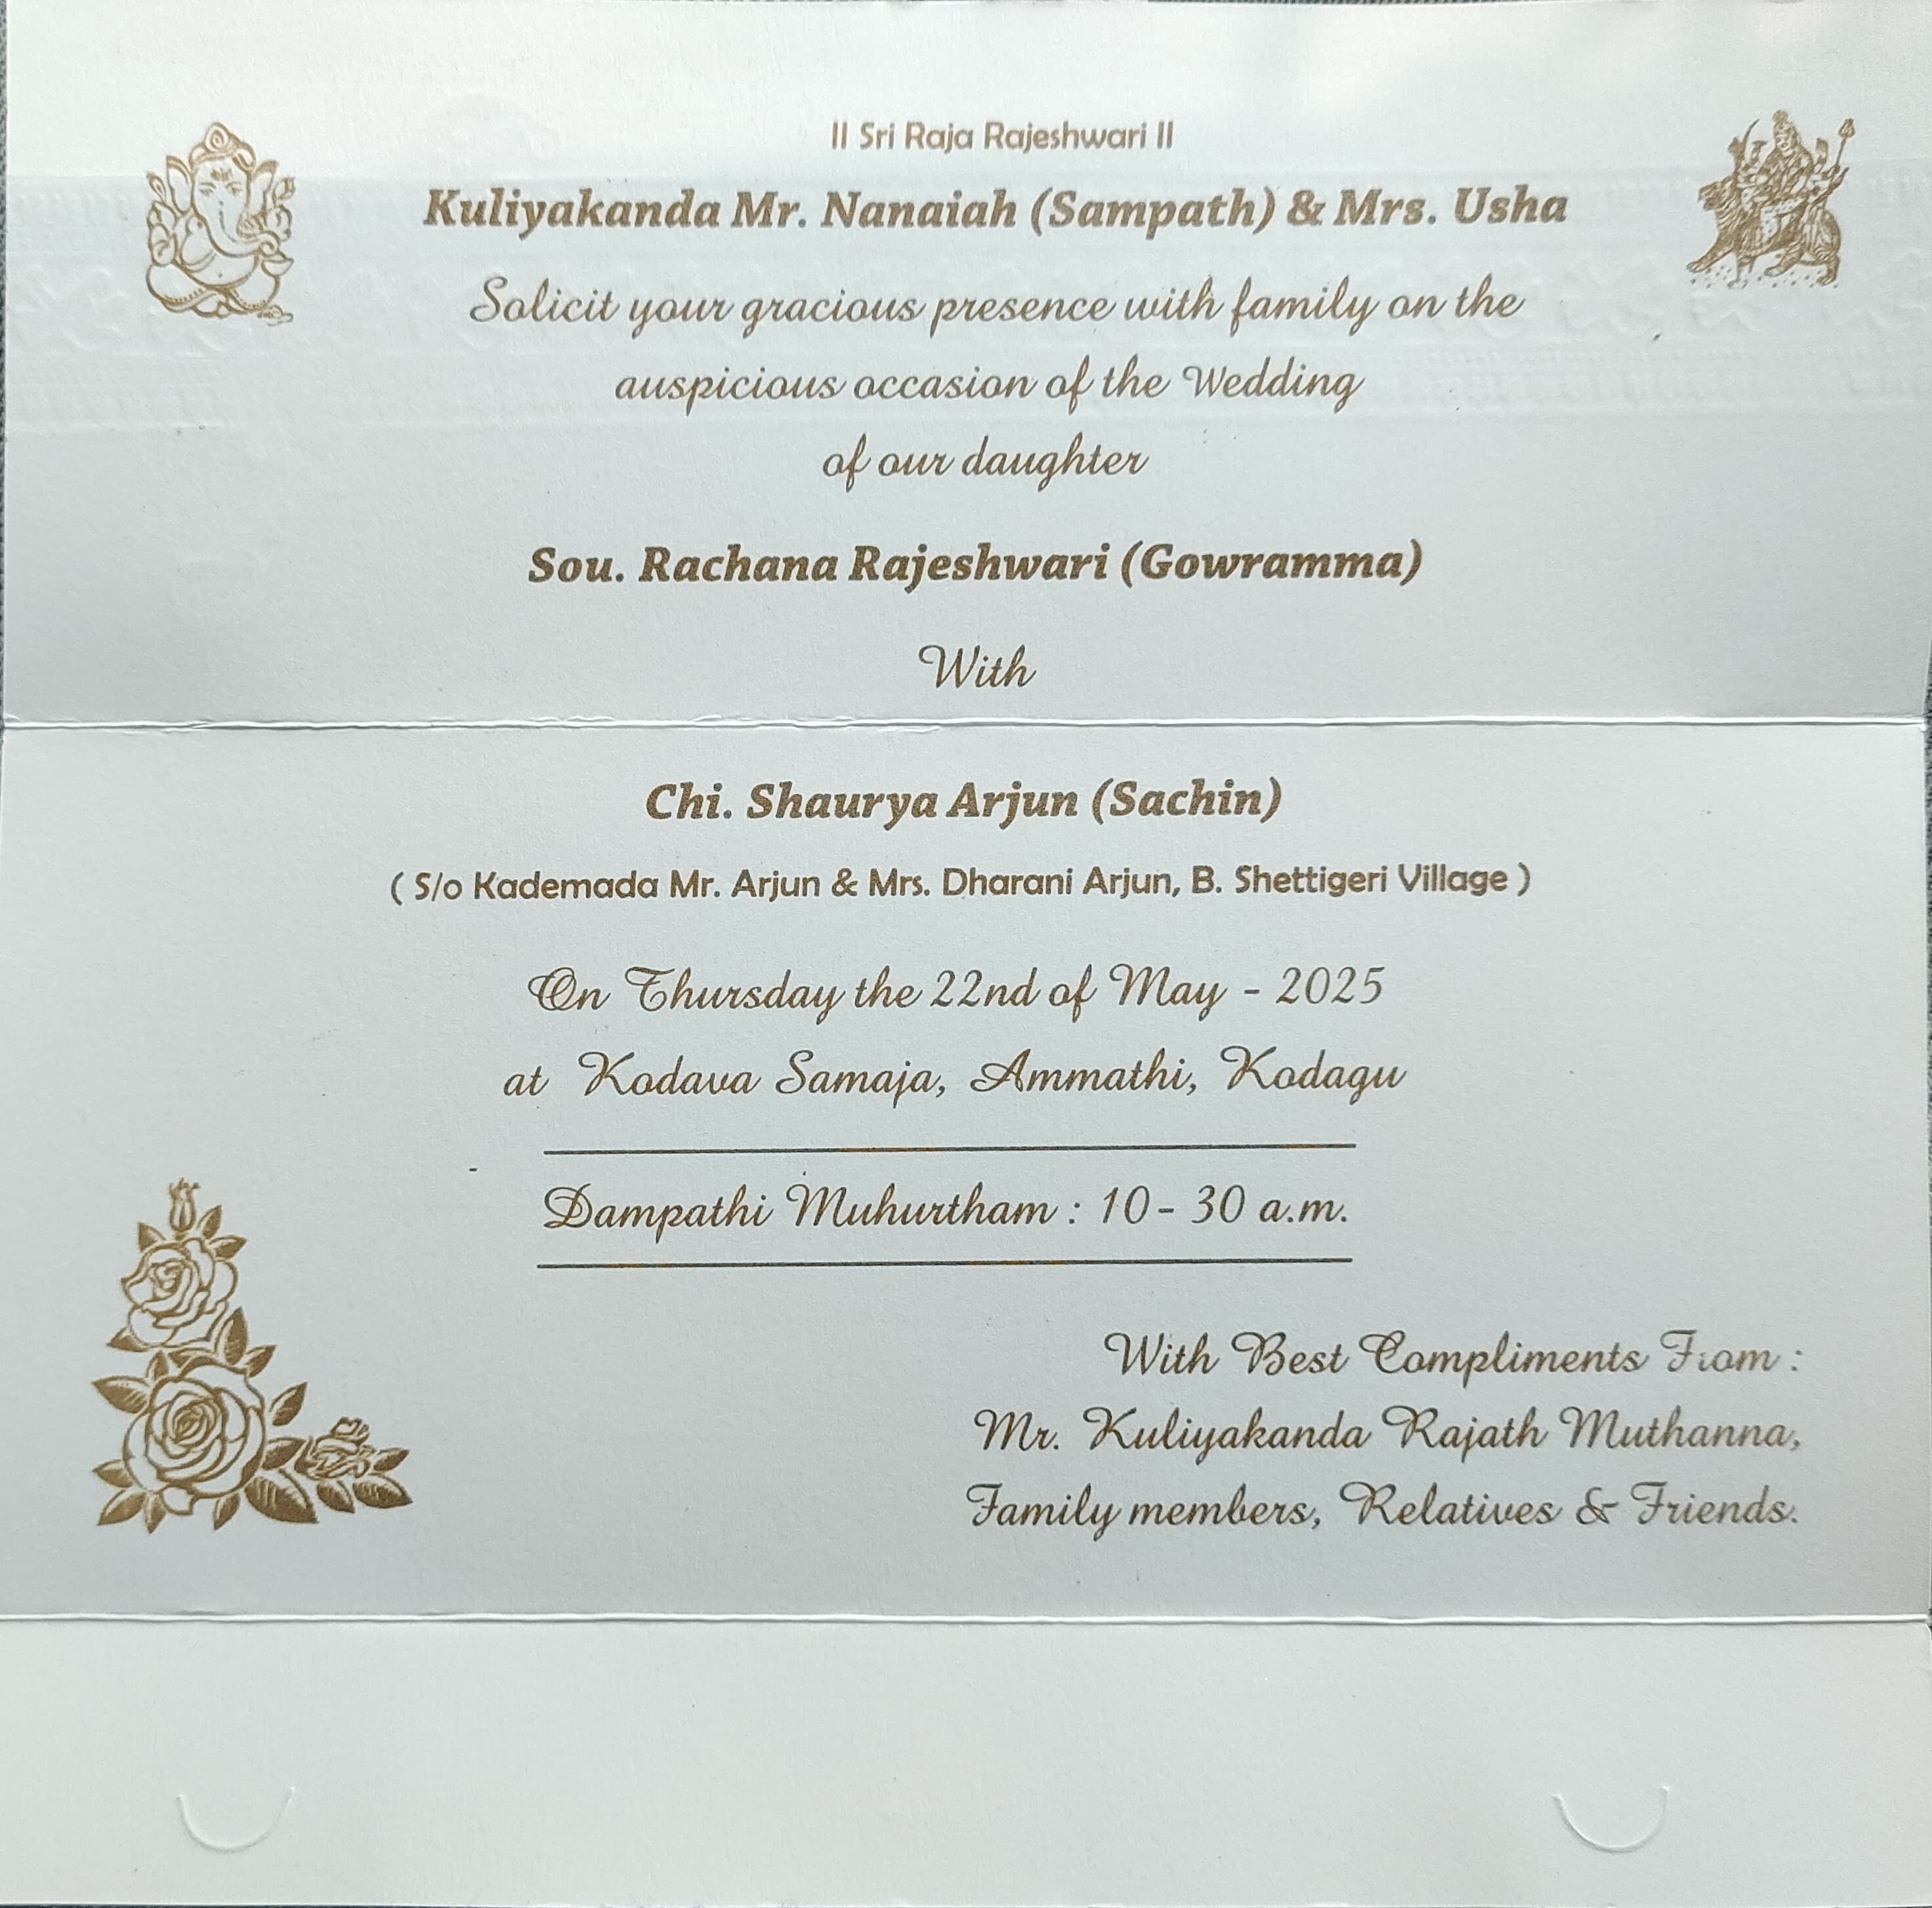 II Sri Raja Rajeshwari II
Kuliyakanda Mr. Nanaiah (Sampath) & Mrs. Usha
Solicit your gracious presence with family on the
auspicious occasion of the Wedding
of our daughter
Sou. Rachana Rajeshwari (Gowramma)
With
Chi. Shaurya Arjun (Sachin)
( S/o Kademada Mr. Arjun & Mrs. Dharani Arjun, B. Shettigeri Village )
On Thursday the 22nd of May - 2025
at Kodava Samaja, Ammathi, Kodagu
Dampathi Muhurtham : 10- 30 a.m.
With Best Compliments From :
Mr. Kuliyakanda Rajath Muthanna,
Family members, Relatives & Friends.